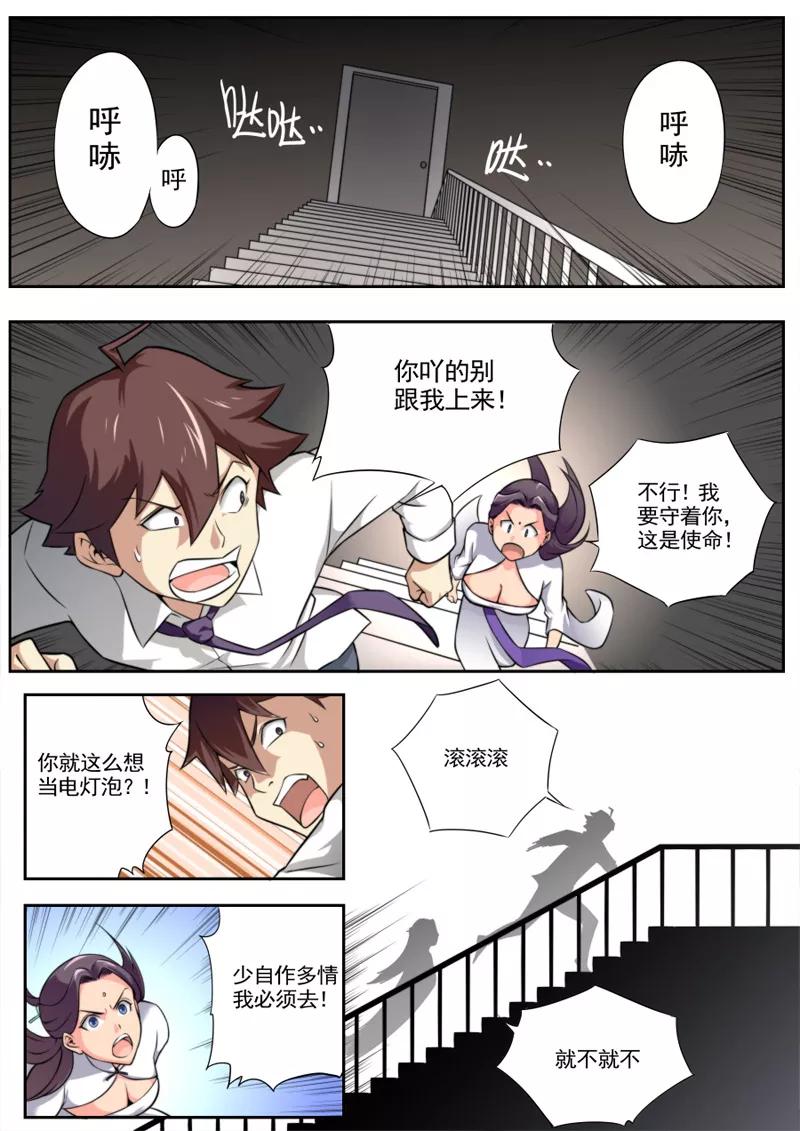 呼
哧
呼
哒哒..
哒..
呼
哧
你吖的别
跟我上来！
不行！我
要守着你，
这是使命！
你就这么想
当电灯泡？！
滚滚滚
少自作多情
我必须去！
就不就不